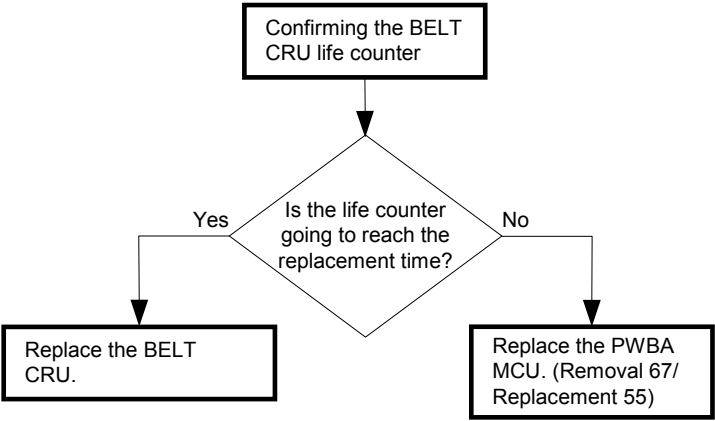 Confirming the BELT
CRU life counter
Is the life counter
going to reach the
replacement time?
Yes
No
Replace the BELT
CRU.
Replace the PWBA
MCU. (Removal 67/
Replacement 55)